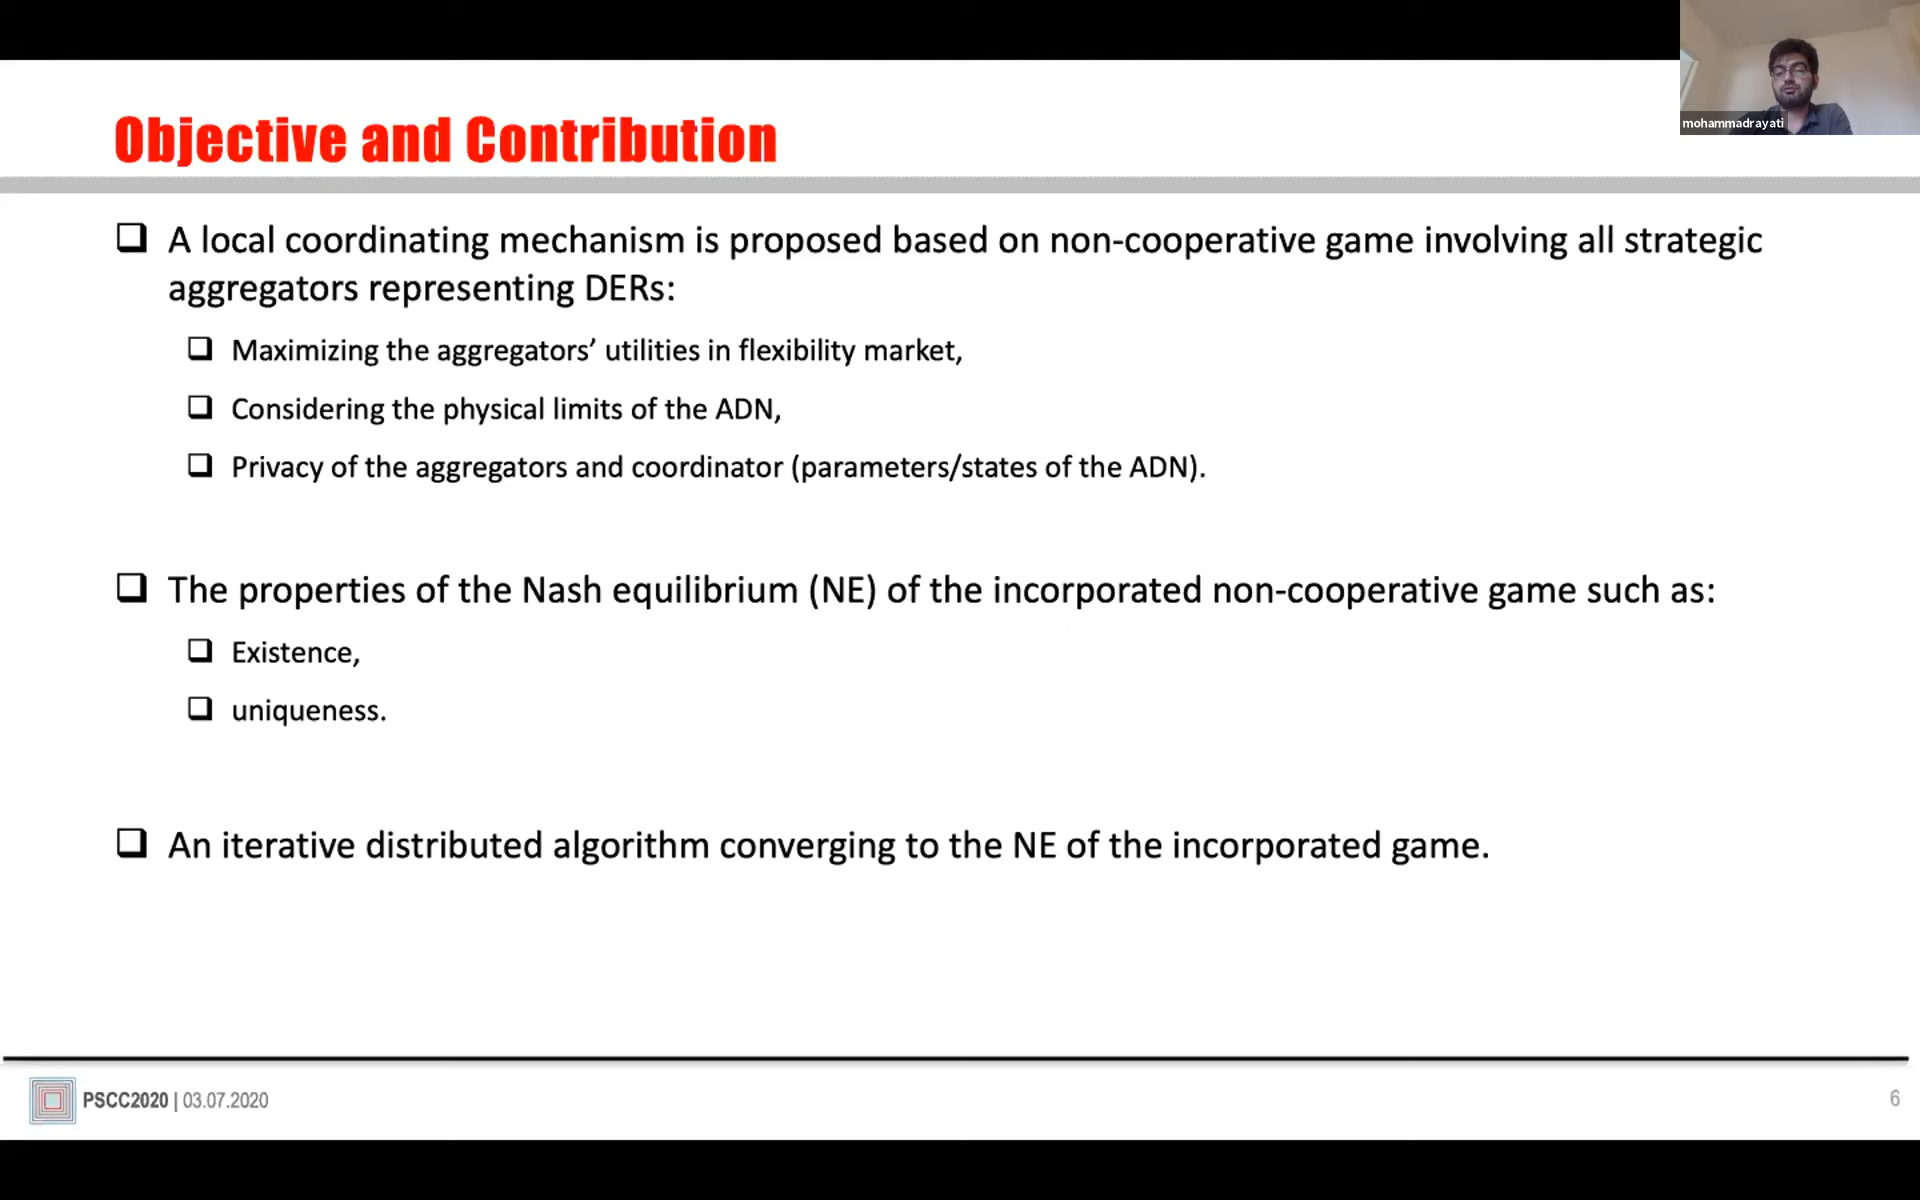 mohammadrayati
Objective and Contribution
A local coordinating mechanism is proposed based on non-cooperative game involving all strategic
aggregators representing DERs:
Maximizing the aggregators’ utilities in flexibility market,
Considering the physical limits of the ADN,
Privacy of the aggregators and coordinator (parameters/states of the ADN).
The properties of the Nash equilibrium (NE) of the incorporated non-cooperative game such as:
Existence,
uniqueness.
An iterative distributed algorithm converging to the NE of the incorporated game.
PSCC2020 | 03.07.2020
6